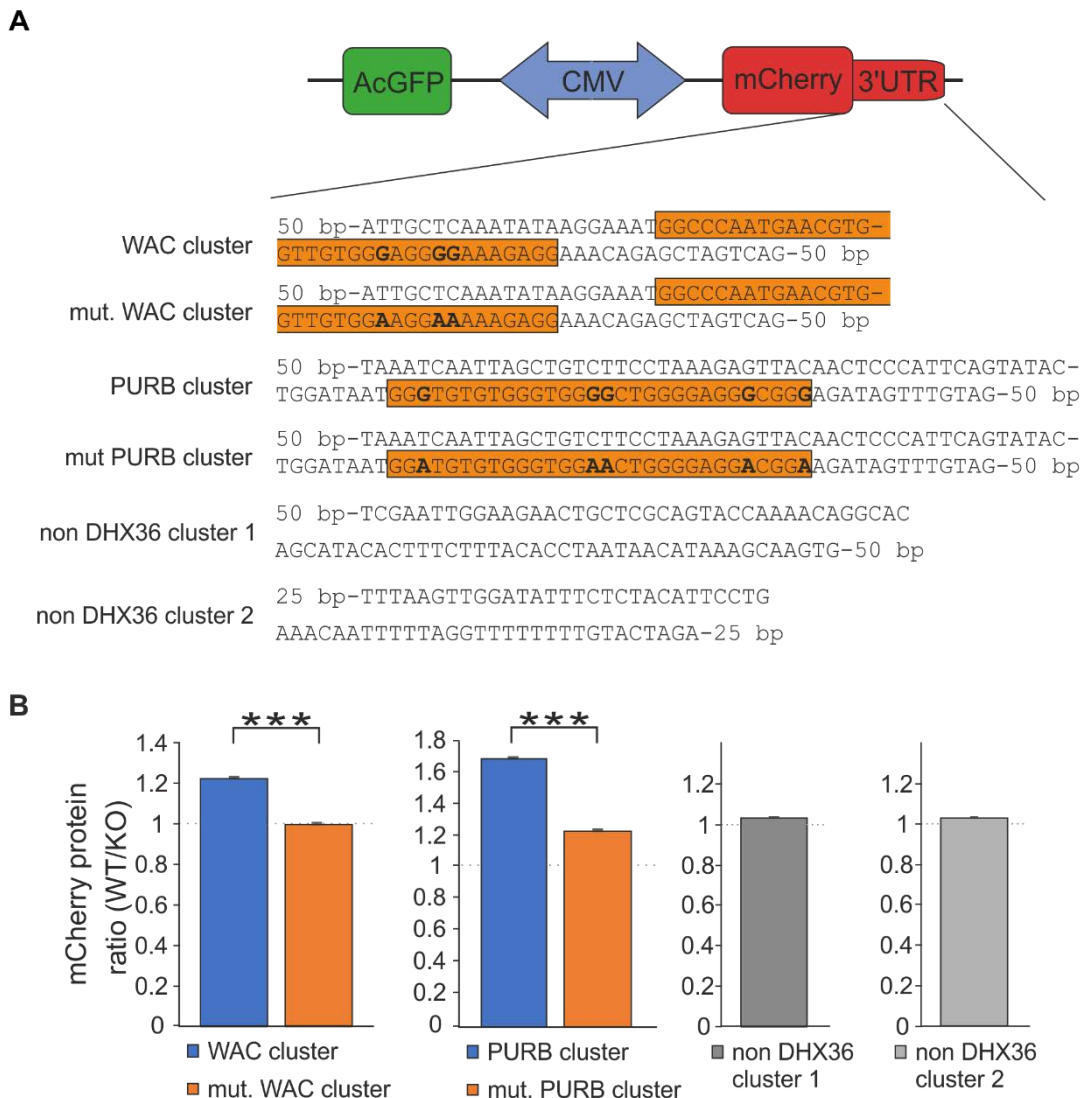 A
AcGFP CMV mCherry 3'UTR
WAC cluster
50 bp-ATTGCTCAAATATAAGGAAATGGCCCAATGAACGTG-
GTTGTGGGAGGGGAAAGAGGAAACAGAGCTAGTCAG-50 bp
mut. WAC cluster
50 bp-ATTGCTCAAATATAAGGAAATGGCCCAATGAACGTG-
GTTGTGGAAGGAAAAAGAGGAAACAGAGCTAGTCAG-50 bp
PURB cluster
50 bp-TAAATCAATTAGCTGTCTTCCTAAAGAGTTACAACTCCCATTCAGTATAC-
TGGATAATGGGTGTGTGGGTGGGGCTGGGGAGGGCGGGAGATAGTTTGTAG-50 bp
mut PURB cluster
50 bp-TAAATCAATTAGCTGTCTTCCTAAAGAGTTACAACTCCCATTCAGTATAC-
TGGATAATGGATGTGTGGGTGGAACTGGGGAGGACGGAAGATAGTTTGTAG-50 bp
non DHX36 cluster 1
50 bp-TCGAATTGGAAGAACTGCTCGCAGTACCAAAACAGGCAC
AGCATACACTTTCTTTACACCTAATAACATAAAGCAAGTG-50 bp
non DHX36 cluster 2
25 bp-TTTAAGTTGGATATTTCTCTACATTCCTG
AAACAATTTTTAGGTTTTTTTTGTACTAGA-25 bp
B
mCherry protein
ratio (WT/KO)
***
1.4
1.2
1
0.8
0.6
0.4
0.2
0
WAC cluster
mut. WAC cluster
***
1.8
1.6
1.4
1.2
1
0.8
0.6
0.4
0.2
0
PURB cluster
mut. PURB cluster
1.2
1
0.8
0.6
0.4
0.2
0
non DHX36
cluster 1
1.2
1
0.8
0.6
0.4
0.2
0
non DHX36
cluster 2